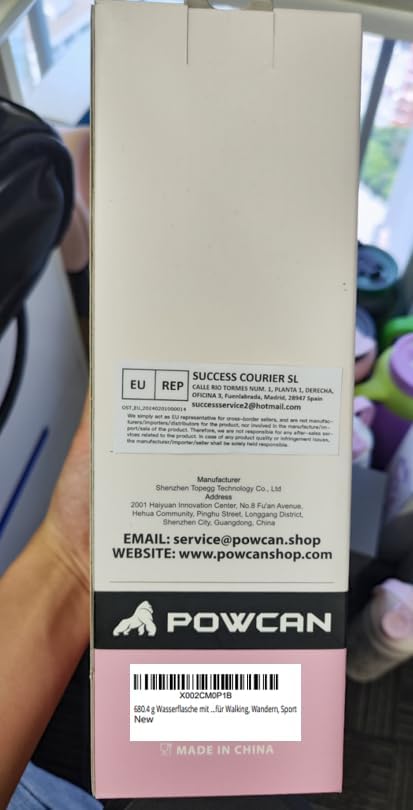 EU REP
SUCCESS COURIER SL
CALLE RIO TORMES NUM. 1, PLANTA 1, DERECHA,
OFICINA 3, Fuenlabrada, Madrid, 28947 Spain
successservice2@hotmail.com
OST_EU_20240201000014
We simply act as EU representative for cross-border sellers, and are not manufac-
turers/importers/distributors for the product, nor involved in the manufacture/im-
port/sale of the product. Therefore, we are not responsible for any after-sales ser-
vices related to the product. In case of any product quality or infringement issues,
the manufacturer/importer/seller shall be solely held responsible.
Manufacturer
Shenzhen Topegg Technology Co., Ltd
Address
2001 Haiyuan Innovation Center, No.8 Fu'an Avenue,
Hehua Community, Pinghu Street, Longgang District,
Shenzhen City, Guangdong, China
EMAIL: service@powcan.shop
WEBSITE: www.powcanshop.com
POWCAN
X002CM0P1B
680.4 g Wasserflasche mit ...für Walking, Wandern, Sport
New
MADE IN CHINA